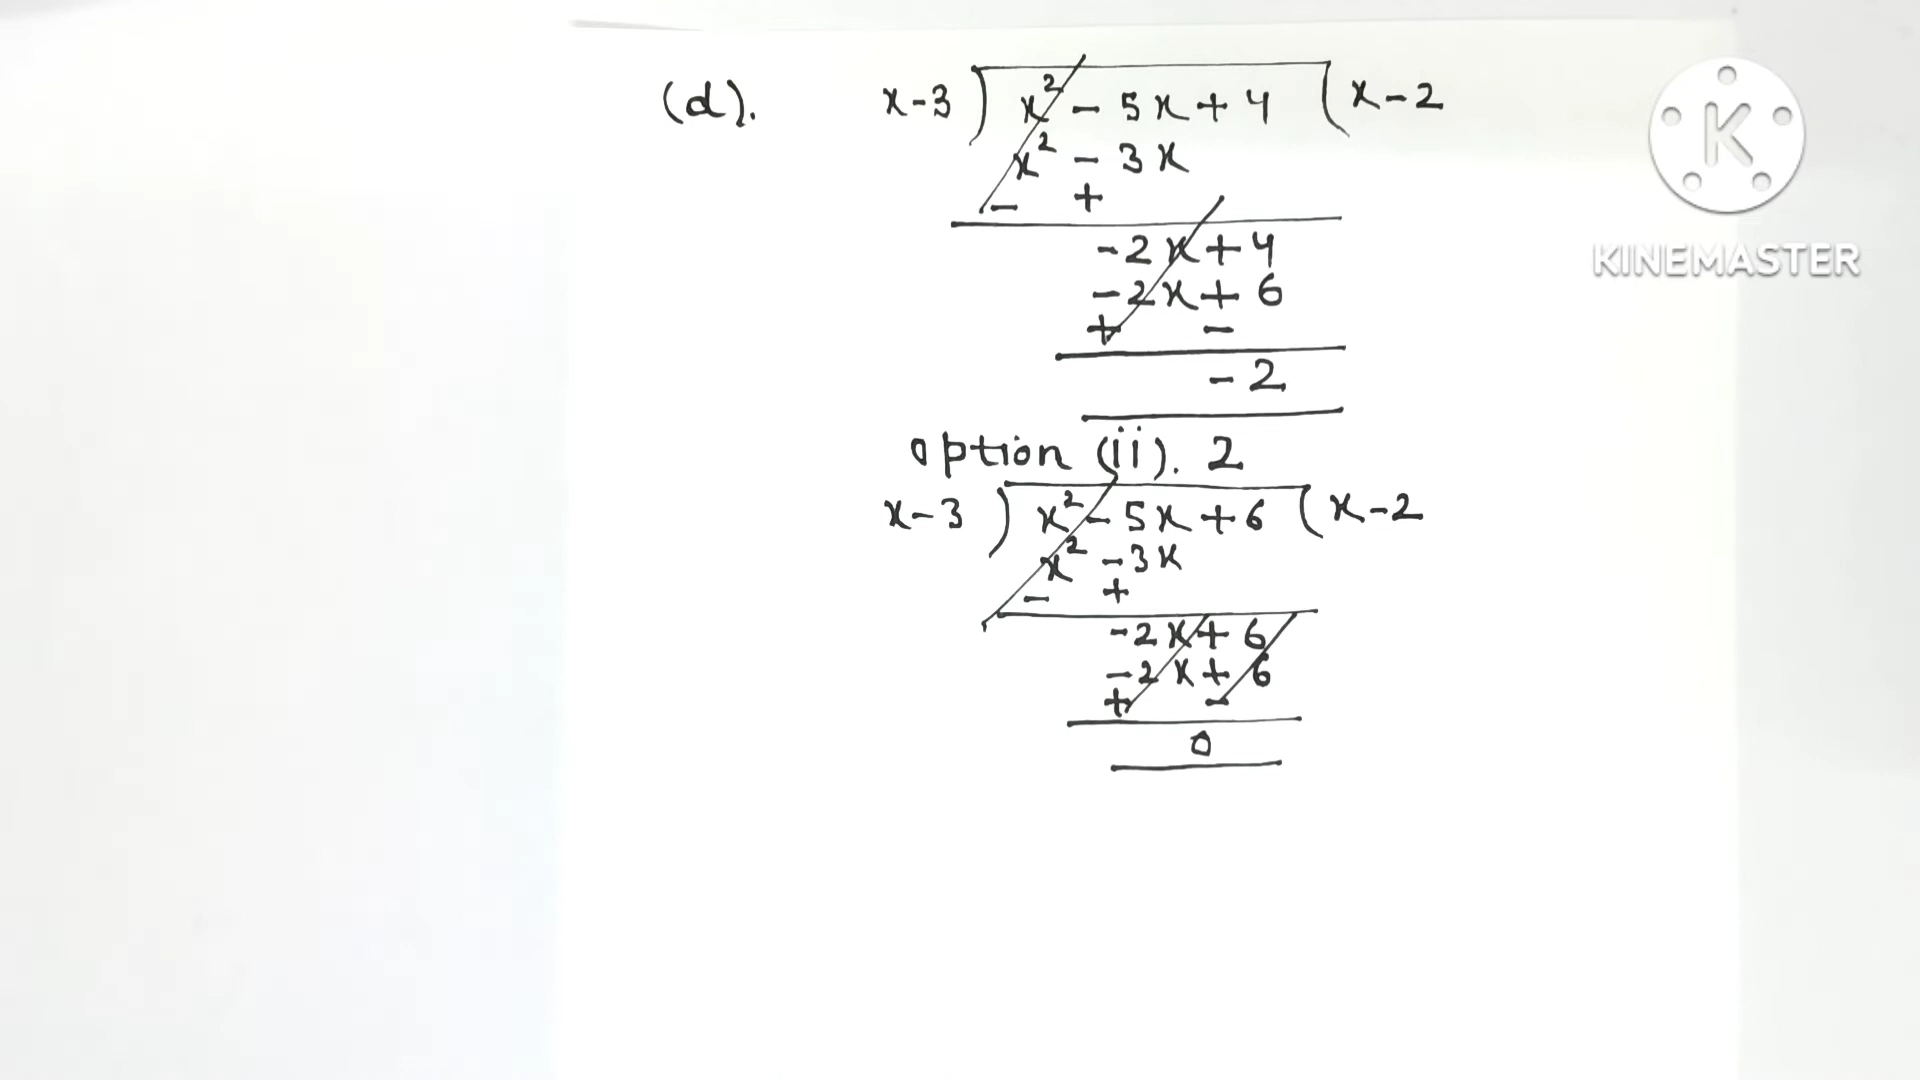 (d). x-3 ) x² - 5x + 4 ( x-2
x² - 3x
- +
-2x + 4
-2x + 6
+ -
-2
option (ii). 2
x-3 ) x² - 5x + 6 ( x-2
x² - 3x
- +
-2x + 6
-2x + 6
+ -
0
K
KINEMASTER